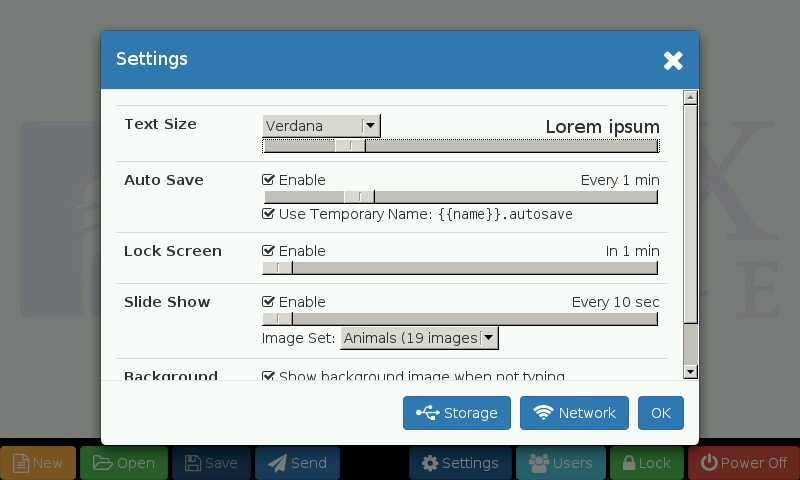 Settings
Text Size
Verdana
Lorem ipsum
Auto Save
Enable
Every 1 min
Use Temporary Name: {{name}}.autosave
Lock Screen
Enable
In 1 min
Slide Show
Enable
Every 10 sec
Image Set: Animals (19 images
Background
Show background image when not typing
Storage
Network
OK
X
E
New
Open
Save
Send
Settings
Users
Lock
Power Off